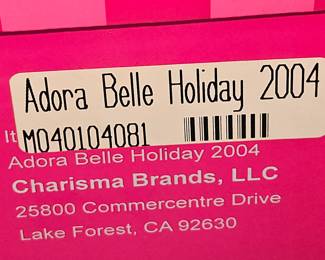 Adora Belle Holiday 2004
It
M040104081
Adora Belle Holiday 2004
Charisma Brands, LLC
25800 Commercentre Drive
Lake Forest, CA 92630